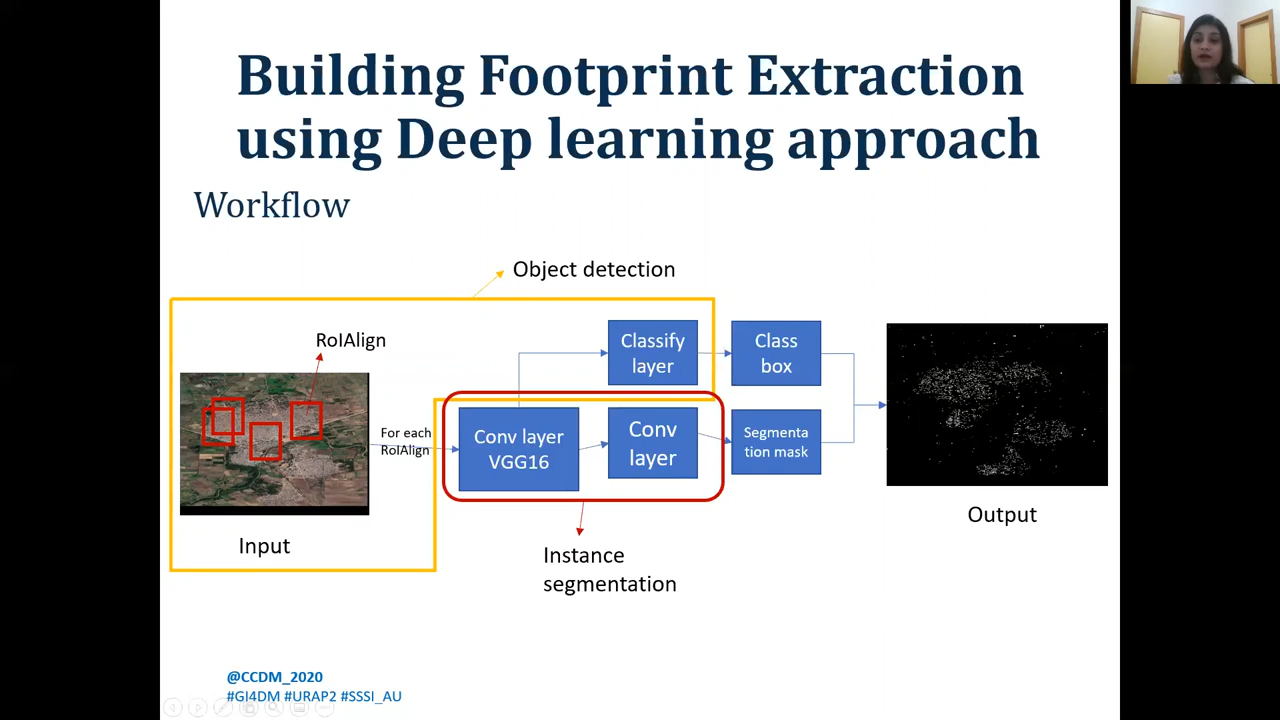 Building Footprint Extraction
using Deep learning approach
Workflow
Object detection
RoIAlign
Classify
layer
Class
box
For each
RoIAlign
Conv layer
VGG16
Conv
layer
Segmenta
tion mask
Input
Output
Instance
segmentation
@CCDM_2020
#GI4DM #URAP2 #SSSI_AU